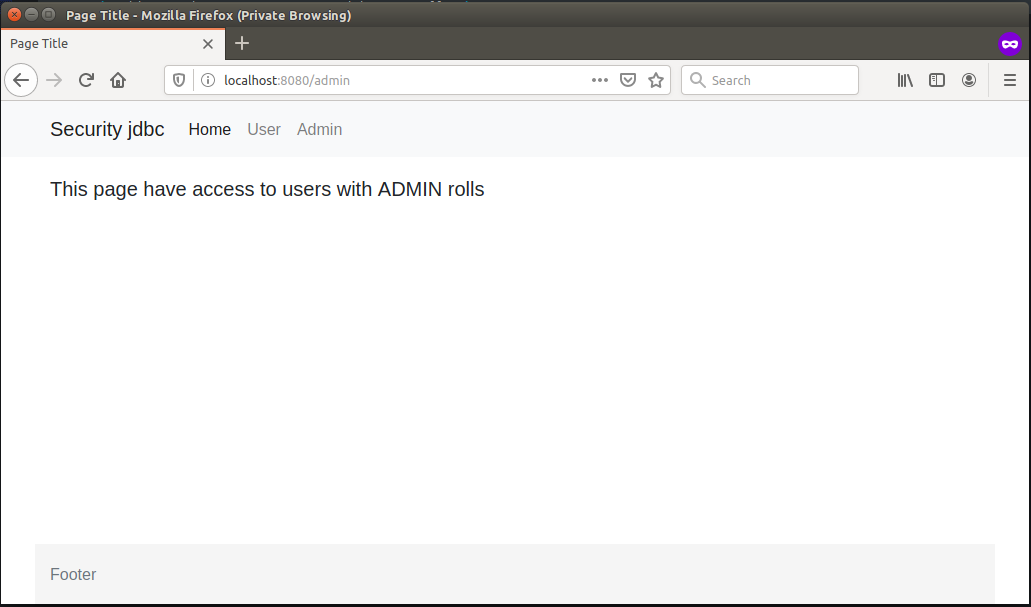 Page Title - Mozilla Firefox (Private Browsing)
Page Title
localhost:8080/admin
Search
Security jdbc Home User Admin
This page have access to users with ADMIN rolls
Footer